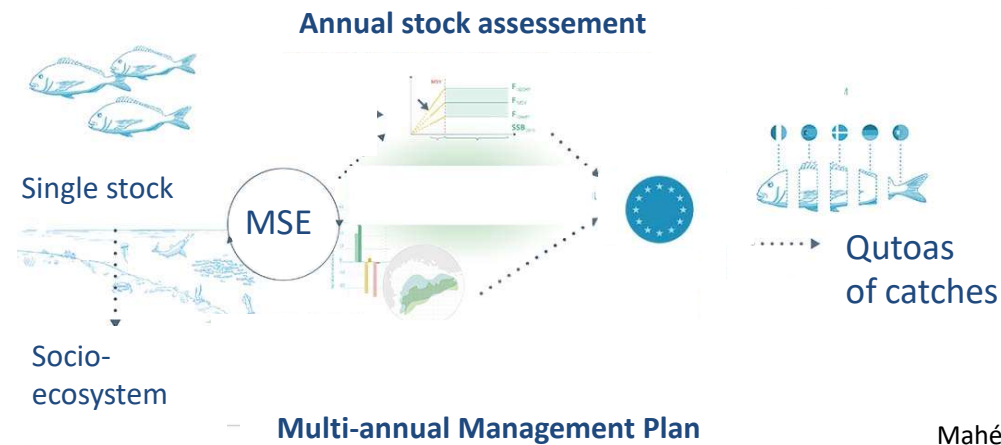 Annual stock assessement
Single stock
MSE
Socio-
ecosystem
Qutoas
of catches
Multi-annual Management Plan
Mahé